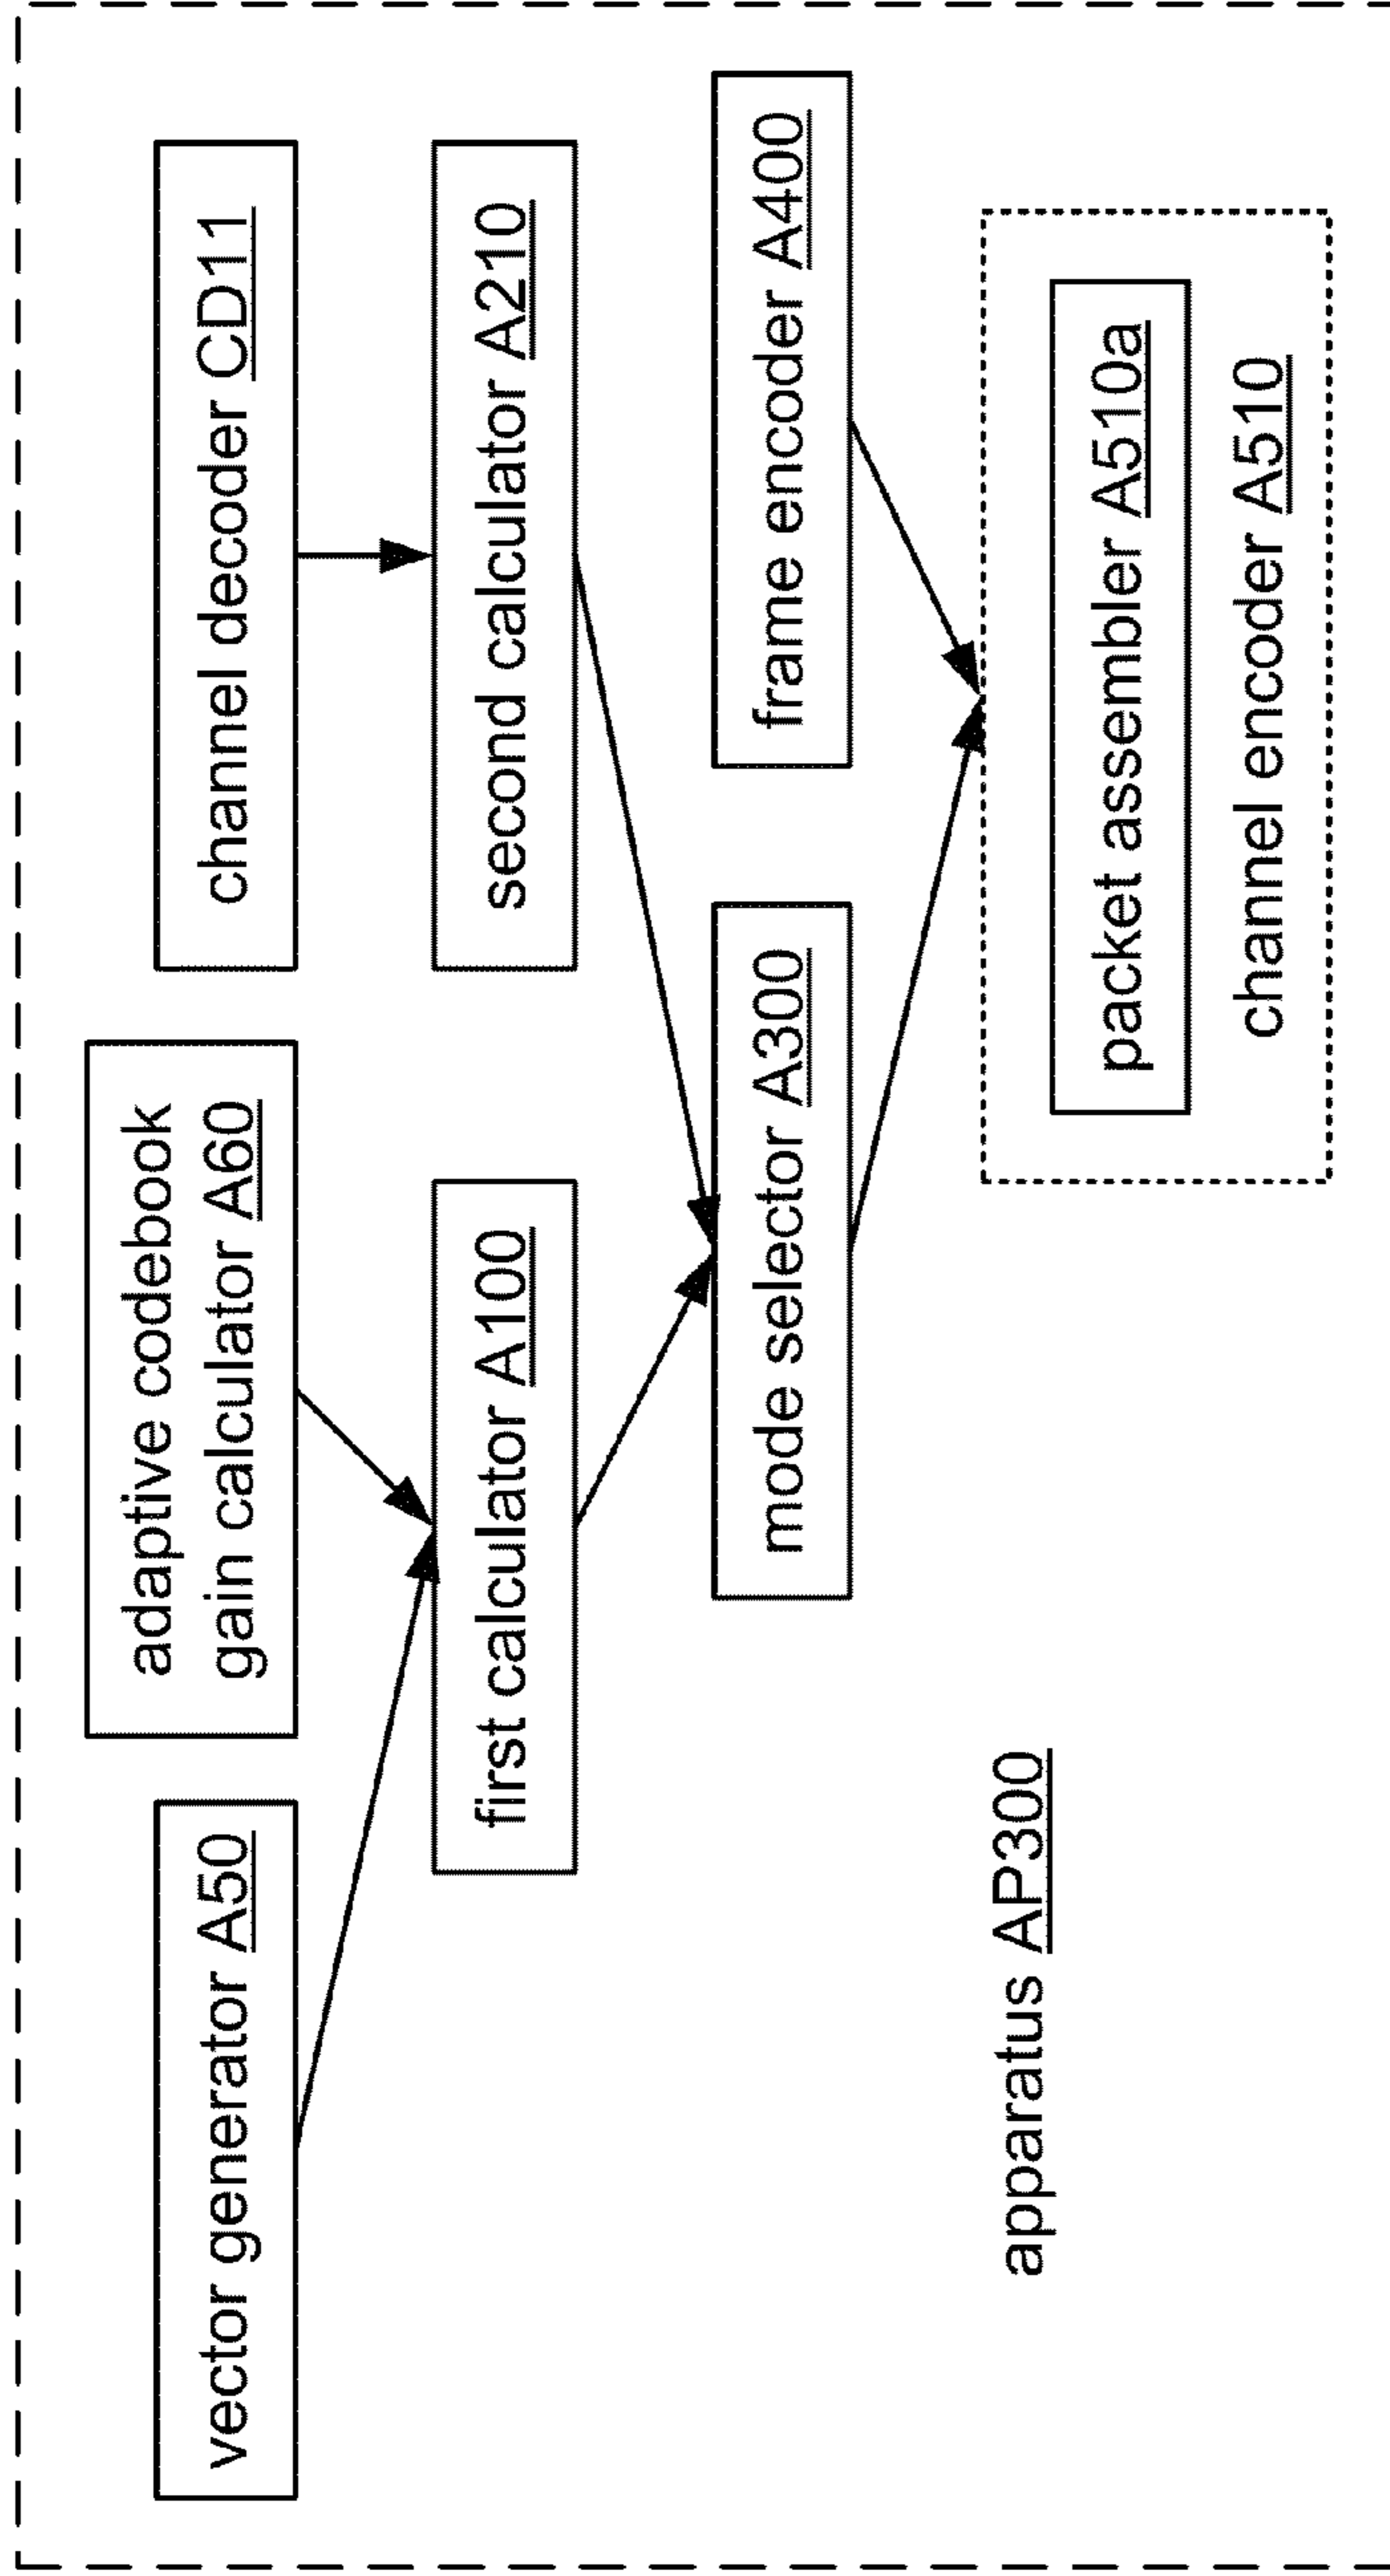 vector generator A50
adaptive codebook
gain calculator A60
channel decoder CD11
first calculator A100
second calculator A210
mode selector A300
frame encoder A400
packet assembler A510a
channel encoder A510
apparatus AP300